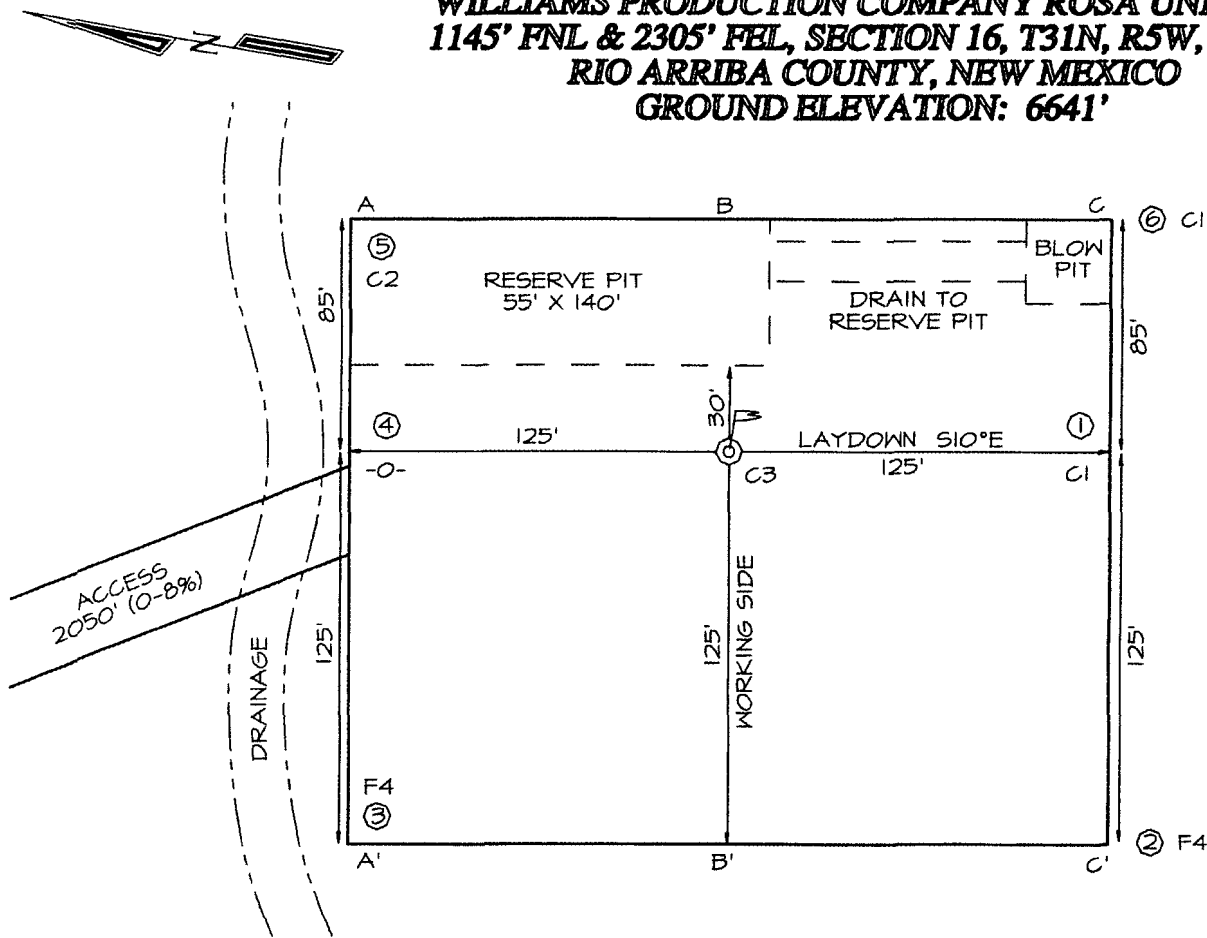 WILLIAMS PRODUCTION COMPANY ROSA
1145' FNL & 2305' FEL, SECTION 16, T31N, R5W,
RIO ARRIBA COUNTY, NEW MEXICO
GROUND ELEVATION: 6641'
N
A
B
C
⑥ C1
⑤
C2
RESERVE PIT
55' X 140'
BLOW
PIT
DRAIN TO
RESERVE PIT
85'
85'
④
-0-
125'
30'
C3
LAYDOWN S10°E
125'
①
C1
ACCESS
2050' (0-8%)
DRAINAGE
125'
125'
WORKING SIDE
125'
F4
③
② F4
A'
B'
C'